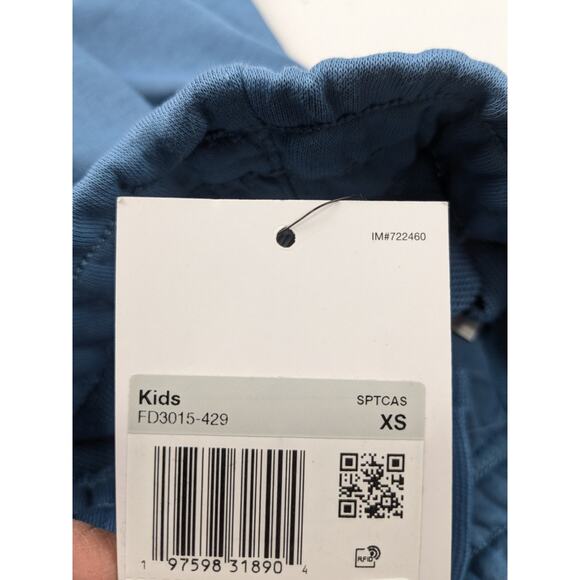 IM#722460
Kids
SPTCAS
FD3015-429
XS
1 97598 31890 4
RFID